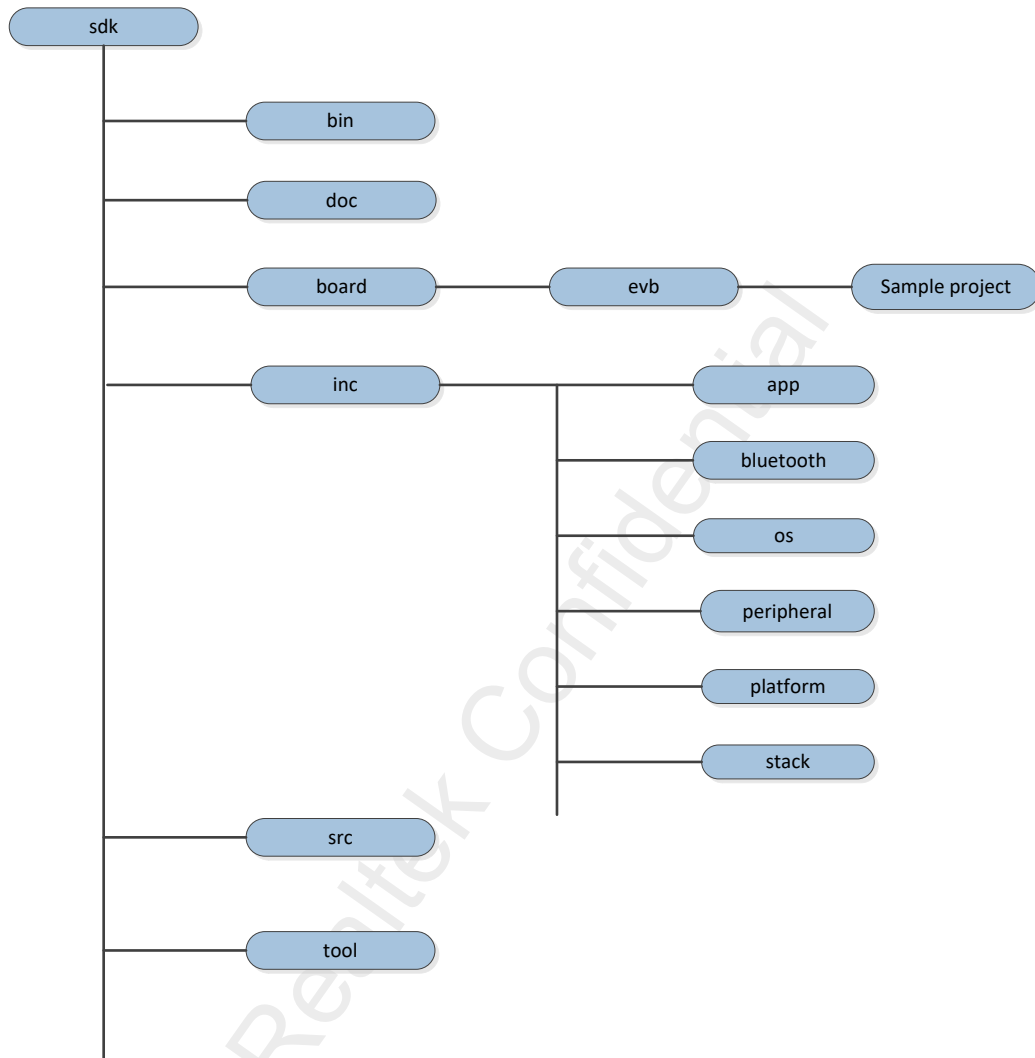 sdk
bin
doc
board
evb
Sample project
inc
app
bluetooth
os
peripheral
platform
stack
src
tool
Realtek Confidential